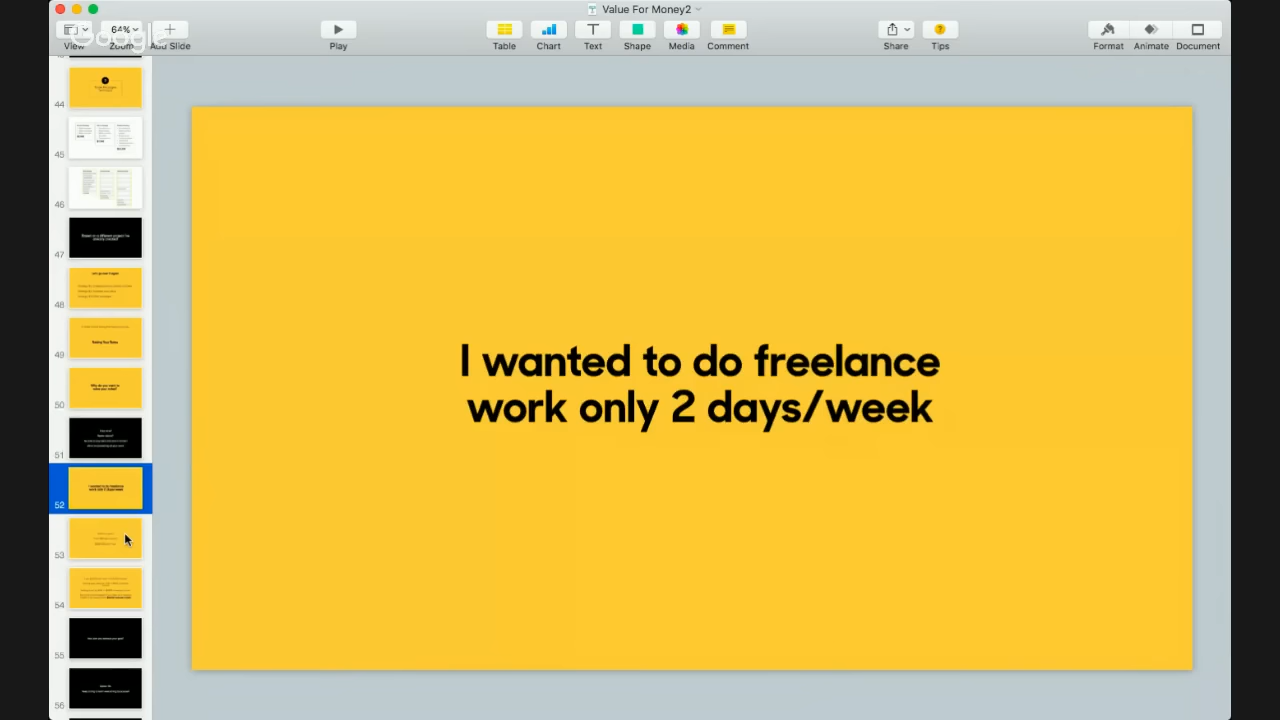 Value For Money2
64%
Google
View
Zoom
Add Slide
Play
Table
Chart
Text
Shape
Media
Comment
Share
Tips
Format
Animate
Document
44
45
46
47
48
49
50
51
52
53
54
55
56
I wanted to do freelance
work only 2 days/week